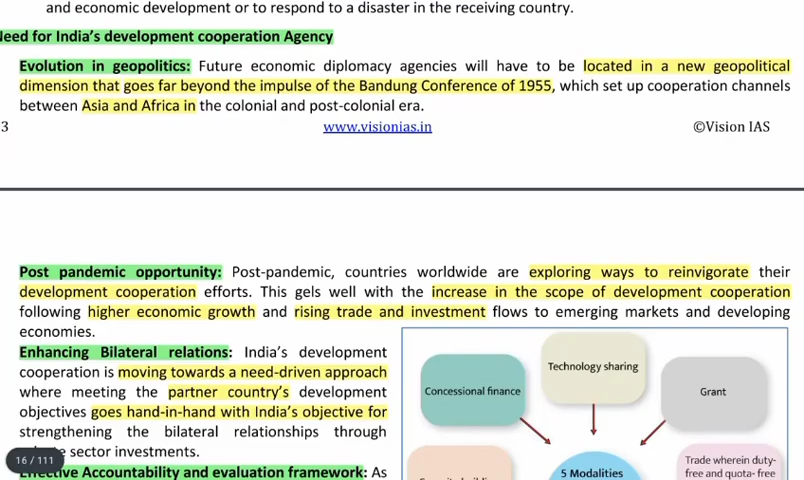 and economic development or to respond to a disaster in the receiving country.
Need for India's development cooperation Agency
Evolution in geopolitics: Future economic diplomacy agencies will have to be located in a new geopolitical
dimension that goes far beyond the impulse of the Bandung Conference of 1955, which set up cooperation channels
between Asia and Africa in the colonial and post-colonial era.
3
www.visionias.in
©Vision IAS
Post pandemic opportunity: Post-pandemic, countries worldwide are exploring ways to reinvigorate their
development cooperation efforts. This gels well with the increase in the scope of development cooperation
following higher economic growth and rising trade and investment flows to emerging markets and developing
economies.
Enhancing Bilateral relations: India's development
cooperation is moving towards a need-driven approach
where meeting the partner country's development
objectives goes hand-in-hand with India's objective for
strengthening the bilateral relationships through
sector investments.
Effective Accountability and evaluation framework: As
16 / 111
Technology sharing
Concessional finance
Grant
5 Modalities
Trade wherein duty-
free and quota- free